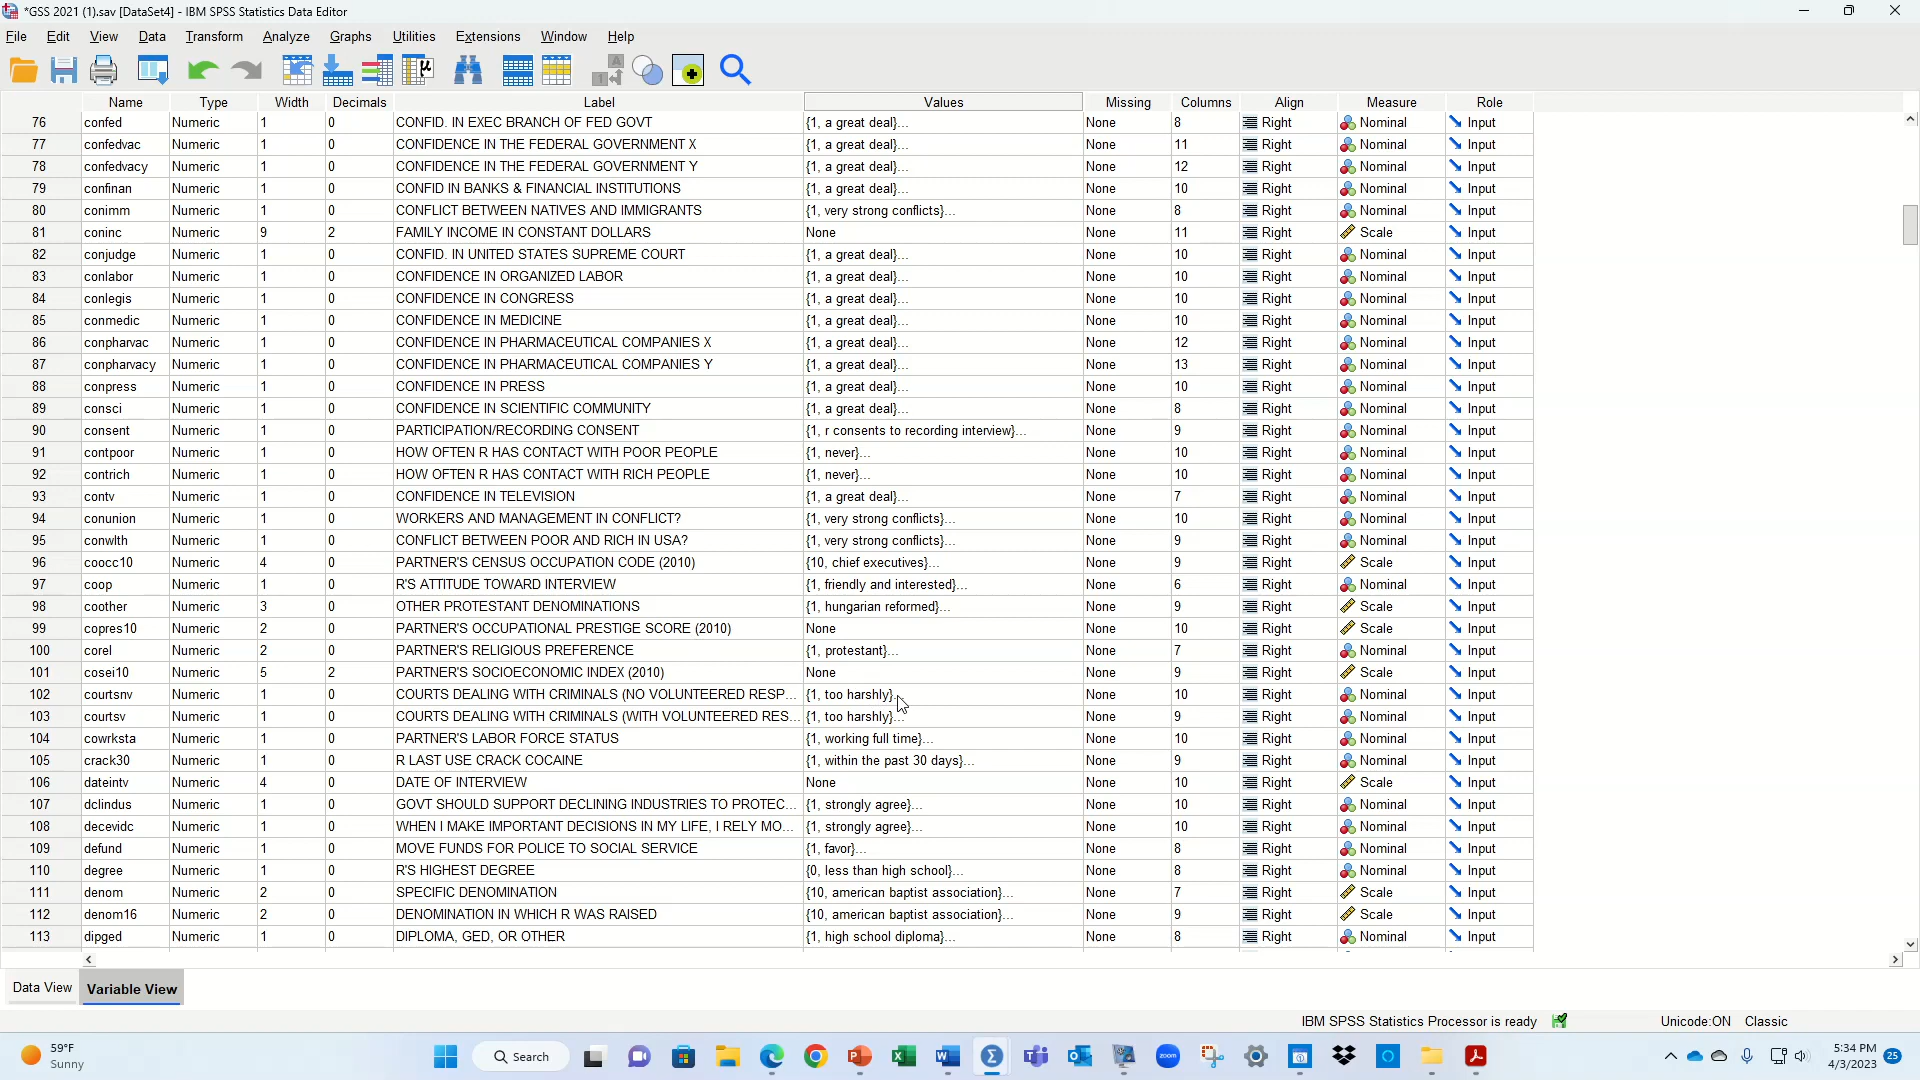 *GSS 2021 (1).sav [DataSet4] - IBM SPSS Statistics Data Editor
File Edit View Data Transform Analyze Graphs Utilities Extensions Window Help
Name Type Width Decimals Label Values Missing Columns Align Measure Role
76 confed Numeric 1 0 CONFID. IN EXEC BRANCH OF FED GOVT {1, a great deal}... None 8 Right Nominal Input
77 confedvac Numeric 1 0 CONFIDENCE IN THE FEDERAL GOVERNMENT X {1, a great deal}... None 11 Right Nominal Input
78 confedvacy Numeric 1 0 CONFIDENCE IN THE FEDERAL GOVERNMENT Y {1, a great deal}... None 12 Right Nominal Input
79 confinan Numeric 1 0 CONFID IN BANKS & FINANCIAL INSTITUTIONS {1, a great deal}... None 10 Right Nominal Input
80 conimm Numeric 1 0 CONFLICT BETWEEN NATIVES AND IMMIGRANTS {1, very strong conflicts}... None 8 Right Nominal Input
81 coninc Numeric 9 2 FAMILY INCOME IN CONSTANT DOLLARS None None 11 Right Scale Input
82 conjudge Numeric 1 0 CONFID. IN UNITED STATES SUPREME COURT {1, a great deal}... None 10 Right Nominal Input
83 conlabor Numeric 1 0 CONFIDENCE IN ORGANIZED LABOR {1, a great deal}... None 10 Right Nominal Input
84 conlegis Numeric 1 0 CONFIDENCE IN CONGRESS {1, a great deal}... None 10 Right Nominal Input
85 conmedic Numeric 1 0 CONFIDENCE IN MEDICINE {1, a great deal}... None 10 Right Nominal Input
86 conpharvac Numeric 1 0 CONFIDENCE IN PHARMACEUTICAL COMPANIES X {1, a great deal}... None 12 Right Nominal Input
87 conpharvacy Numeric 1 0 CONFIDENCE IN PHARMACEUTICAL COMPANIES Y {1, a great deal}... None 13 Right Nominal Input
88 conpress Numeric 1 0 CONFIDENCE IN PRESS {1, a great deal}... None 10 Right Nominal Input
89 consci Numeric 1 0 CONFIDENCE IN SCIENTIFIC COMMUNITY {1, a great deal}... None 8 Right Nominal Input
90 consent Numeric 1 0 PARTICIPATION/RECORDING CONSENT {1, r consents to recording interview}... None 9 Right Nominal Input
91 contpoor Numeric 1 0 HOW OFTEN R HAS CONTACT WITH POOR PEOPLE {1, never}... None 10 Right Nominal Input
92 contrich Numeric 1 0 HOW OFTEN R HAS CONTACT WITH RICH PEOPLE {1, never}... None 10 Right Nominal Input
93 contv Numeric 1 0 CONFIDENCE IN TELEVISION {1, a great deal}... None 7 Right Nominal Input
94 conunion Numeric 1 0 WORKERS AND MANAGEMENT IN CONFLICT? {1, very strong conflicts}... None 10 Right Nominal Input
95 conwlth Numeric 1 0 CONFLICT BETWEEN POOR AND RICH IN USA? {1, very strong conflicts}... None 9 Right Nominal Input
96 coocc10 Numeric 4 0 PARTNER'S CENSUS OCCUPATION CODE (2010) {10, chief executives}... None 9 Right Scale Input
97 coop Numeric 1 0 R'S ATTITUDE TOWARD INTERVIEW {1, friendly and interested}... None 6 Right Nominal Input
98 coother Numeric 3 0 OTHER PROTESTANT DENOMINATIONS {1, hungarian reformed}... None 9 Right Scale Input
99 copres10 Numeric 2 0 PARTNER'S OCCUPATIONAL PRESTIGE SCORE (2010) None None 10 Right Scale Input
100 corel Numeric 2 0 PARTNER'S RELIGIOUS PREFERENCE {1, protestant}... None 7 Right Nominal Input
101 cosei10 Numeric 5 2 PARTNER'S SOCIOECONOMIC INDEX (2010) None None 9 Right Scale Input
102 courtsnv Numeric 1 0 COURTS DEALING WITH CRIMINALS (NO VOLUNTEERED RESP... {1, too harshly}... None 10 Right Nominal Input
103 courtsv Numeric 1 0 COURTS DEALING WITH CRIMINALS (WITH VOLUNTEERED RES... {1, too harshly}... None 9 Right Nominal Input
104 cowrksta Numeric 1 0 PARTNER'S LABOR FORCE STATUS {1, working full time}... None 10 Right Nominal Input
105 crack30 Numeric 1 0 R LAST USE CRACK COCAINE {1, within the past 30 days}... None 9 Right Nominal Input
106 dateintv Numeric 4 0 DATE OF INTERVIEW None None 10 Right Scale Input
107 dclindus Numeric 1 0 GOVT SHOULD SUPPORT DECLINING INDUSTRIES TO PROTEC... {1, strongly agree}... None 10 Right Nominal Input
108 decevidc Numeric 1 0 WHEN I MAKE IMPORTANT DECISIONS IN MY LIFE, I RELY MO... {1, strongly agree}... None 10 Right Nominal Input
109 defund Numeric 1 0 MOVE FUNDS FOR POLICE TO SOCIAL SERVICE {1, favor}... None 8 Right Nominal Input
110 degree Numeric 1 0 R'S HIGHEST DEGREE {0, less than high school}... None 8 Right Nominal Input
111 denom Numeric 2 0 SPECIFIC DENOMINATION {10, american baptist association}... None 7 Right Scale Input
112 denom16 Numeric 2 0 DENOMINATION IN WHICH R WAS RAISED {10, american baptist association}... None 9 Right Scale Input
113 dipged Numeric 1 0 DIPLOMA, GED, OR OTHER {1, high school diploma}... None 8 Right Nominal Input
Data View Variable View
IBM SPSS Statistics Processor is ready Unicode:ON Classic
59°F
Sunny
Search
zoom
5:34 PM
4/3/2023
25